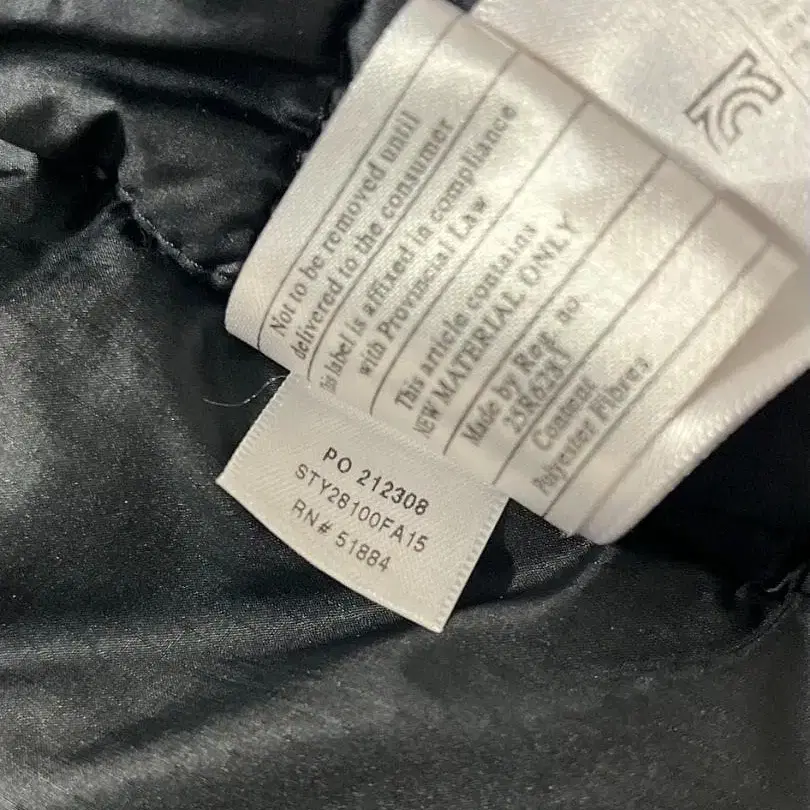 Not to be removed until
delivered to the consumer
is label is affixed in compliance
with Provincial Law
This article contains
NEW MATERIAL ONLY
Made by Reg no
Content
Polyester Fibres
PO 212308
STY28100FA15
RN# 51884